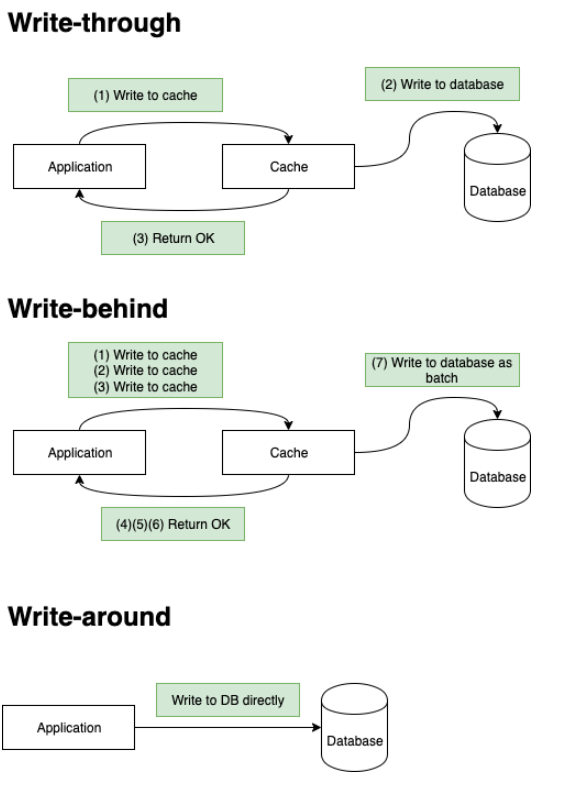 Write-through
(1) Write to cache
(2) Write to database
Application
Cache
Database
(3) Return OK
Write-behind
(1) Write to cache
(2) Write to cache
(3) Write to cache
(7) Write to database as
batch
Application
Cache
Database
(4)(5)(6) Return OK
Write-around
Write to DB directly
Application
Database